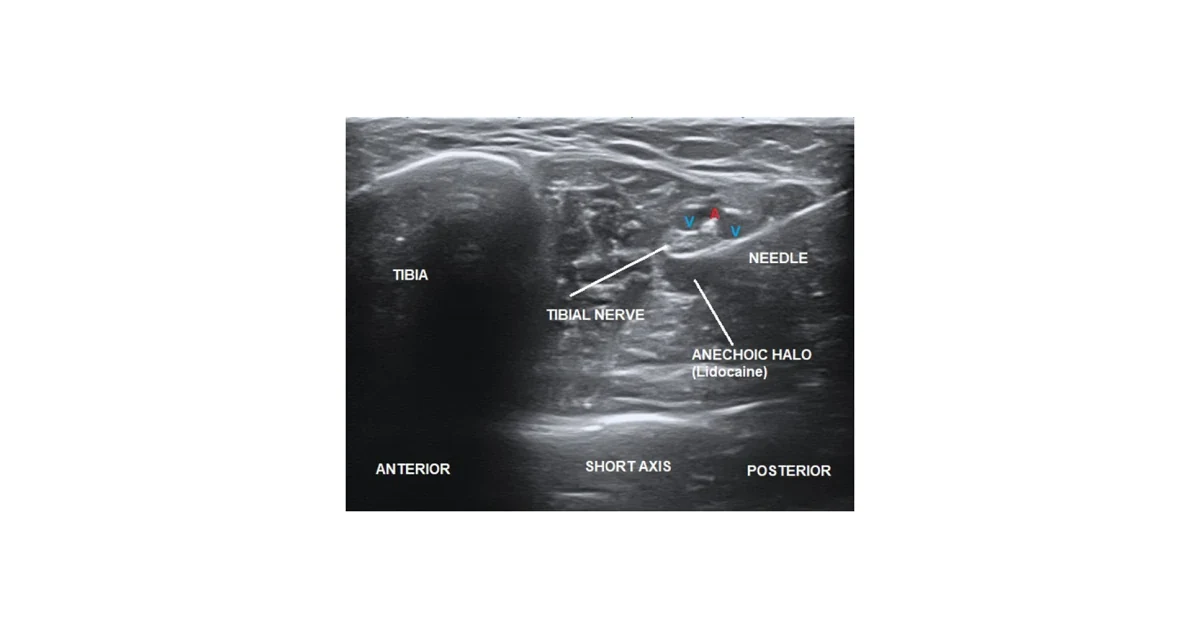 V
A
V
NEEDLE
TIBIA
TIBIAL NERVE
ANECHOIC HALO
(Lidocaine)
ANTERIOR
SHORT AXIS
POSTERIOR